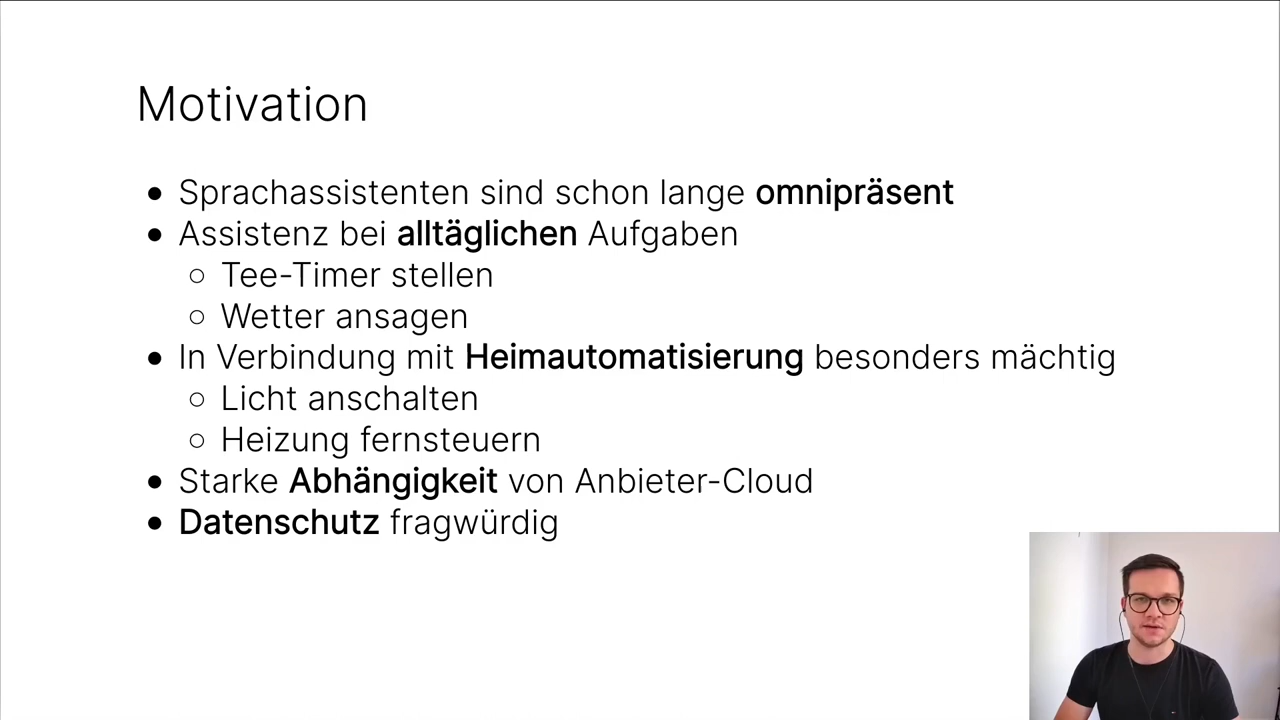 Motivation
• Sprachassistenten sind schon lange omnipräsent
• Assistenz bei alltäglichen Aufgaben
○ Tee-Timer stellen
○ Wetter ansagen
• In Verbindung mit Heimautomatisierung besonders mächtig
○ Licht anschalten
○ Heizung fernsteuern
• Starke Abhängigkeit von Anbieter-Cloud
• Datenschutz fragwürdig